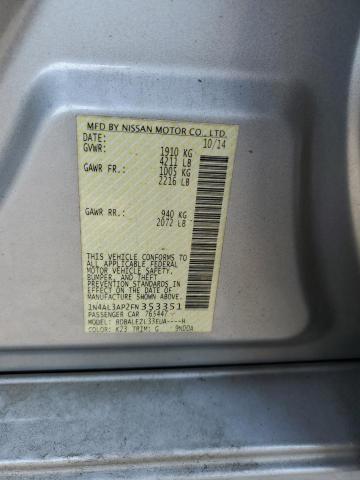 MFD BY NISSAN MOTOR CO., LTD.
DATE: 10/14
GVWR: 1910 KG
4211 LB
GAWR FR.: 1005 KG
2216 LB
GAWR RR.: 940 KG
2072 LB
THIS VEHICLE CONFORMS TO
ALL APPLICABLE FEDERAL
MOTOR VEHICLE SAFETY,
BUMPER, AND THEFT
PREVENTION STANDARDS IN
EFFECT ON THE DATE OF
MANUFACTURE SHOWN ABOVE.
1N4AL3AP2FN353351
PASSENGER CAR 765447
MODEL: BDBALEZL33EUA----H
COLOR: K23 TRIM: G 9NDDA